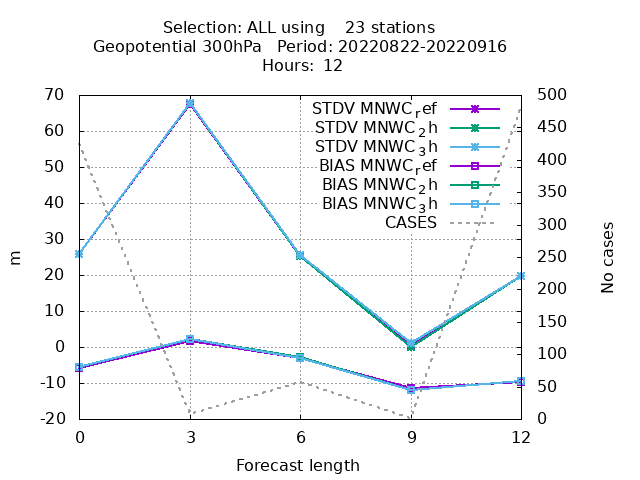 Selection: ALL using    23 stations
Geopotential 300hPa   Period: 20220822-20220916
Hours: 12
70
60
50
40
30
20
10
0
-10
-20
m
500
450
400
350
300
250
200
150
100
50
0
No cases
STDV MNWC_ref
STDV MNWC_2h
STDV MNWC_3h
BIAS MNWC_ref
BIAS MNWC_2h
BIAS MNWC_3h
CASES
0 3 6 9 12
Forecast length